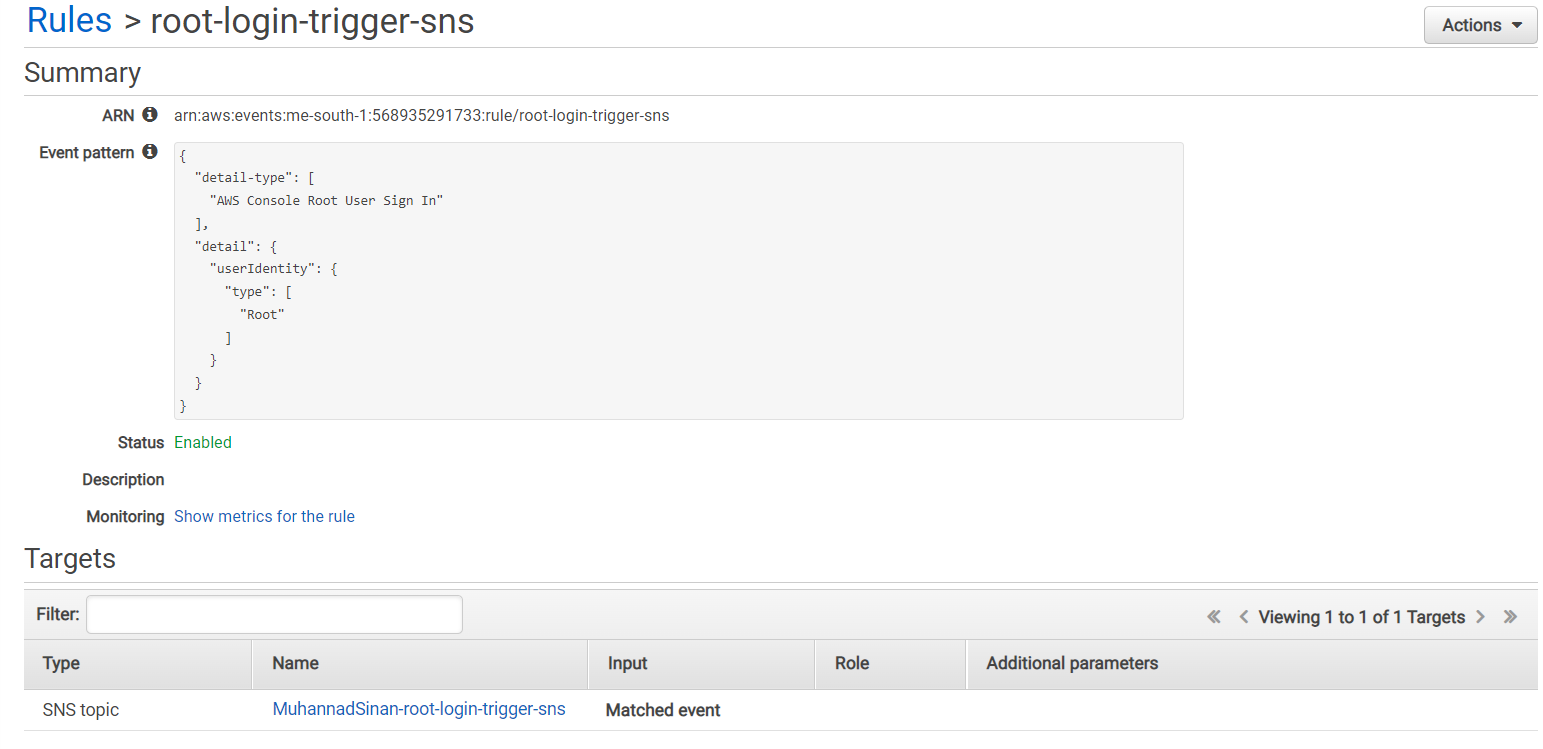 Rules > root-login-trigger-sns
Actions
Summary
ARN arn:aws:events:me-south-1:568935291733:rule/root-login-trigger-sns
Event pattern
{
  "detail-type": [
    "AWS Console Root User Sign In"
  ],
  "detail": {
    "userIdentity": {
      "type": [
        "Root"
      ]
    }
  }
}
Status Enabled
Description
Monitoring Show metrics for the rule
Targets
Filter: « < Viewing 1 to 1 of 1 Targets > »
Type Name Input Role Additional parameters
SNS topic MuhannadSinan-root-login-trigger-sns Matched event